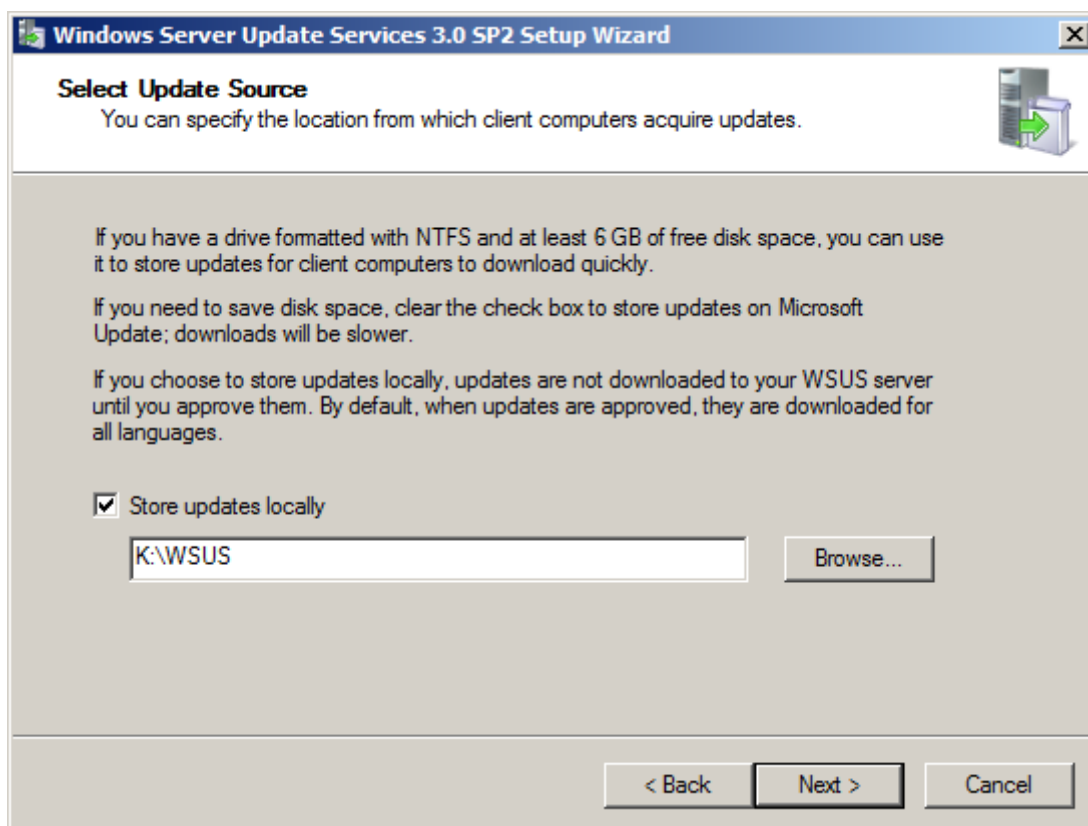 Windows Server Update Services 3.0 SP2 Setup Wizard
Select Update Source
You can specify the location from which client computers acquire updates.
If you have a drive formatted with NTFS and at least 6 GB of free disk space, you can use
it to store updates for client computers to download quickly.
If you need to save disk space, clear the check box to store updates on Microsoft
Update; downloads will be slower.
If you choose to store updates locally, updates are not downloaded to your WSUS server
until you approve them. By default, when updates are approved, they are downloaded for
all languages.
Store updates locally
K:\WSUS
Browse...
< Back
Next >
Cancel